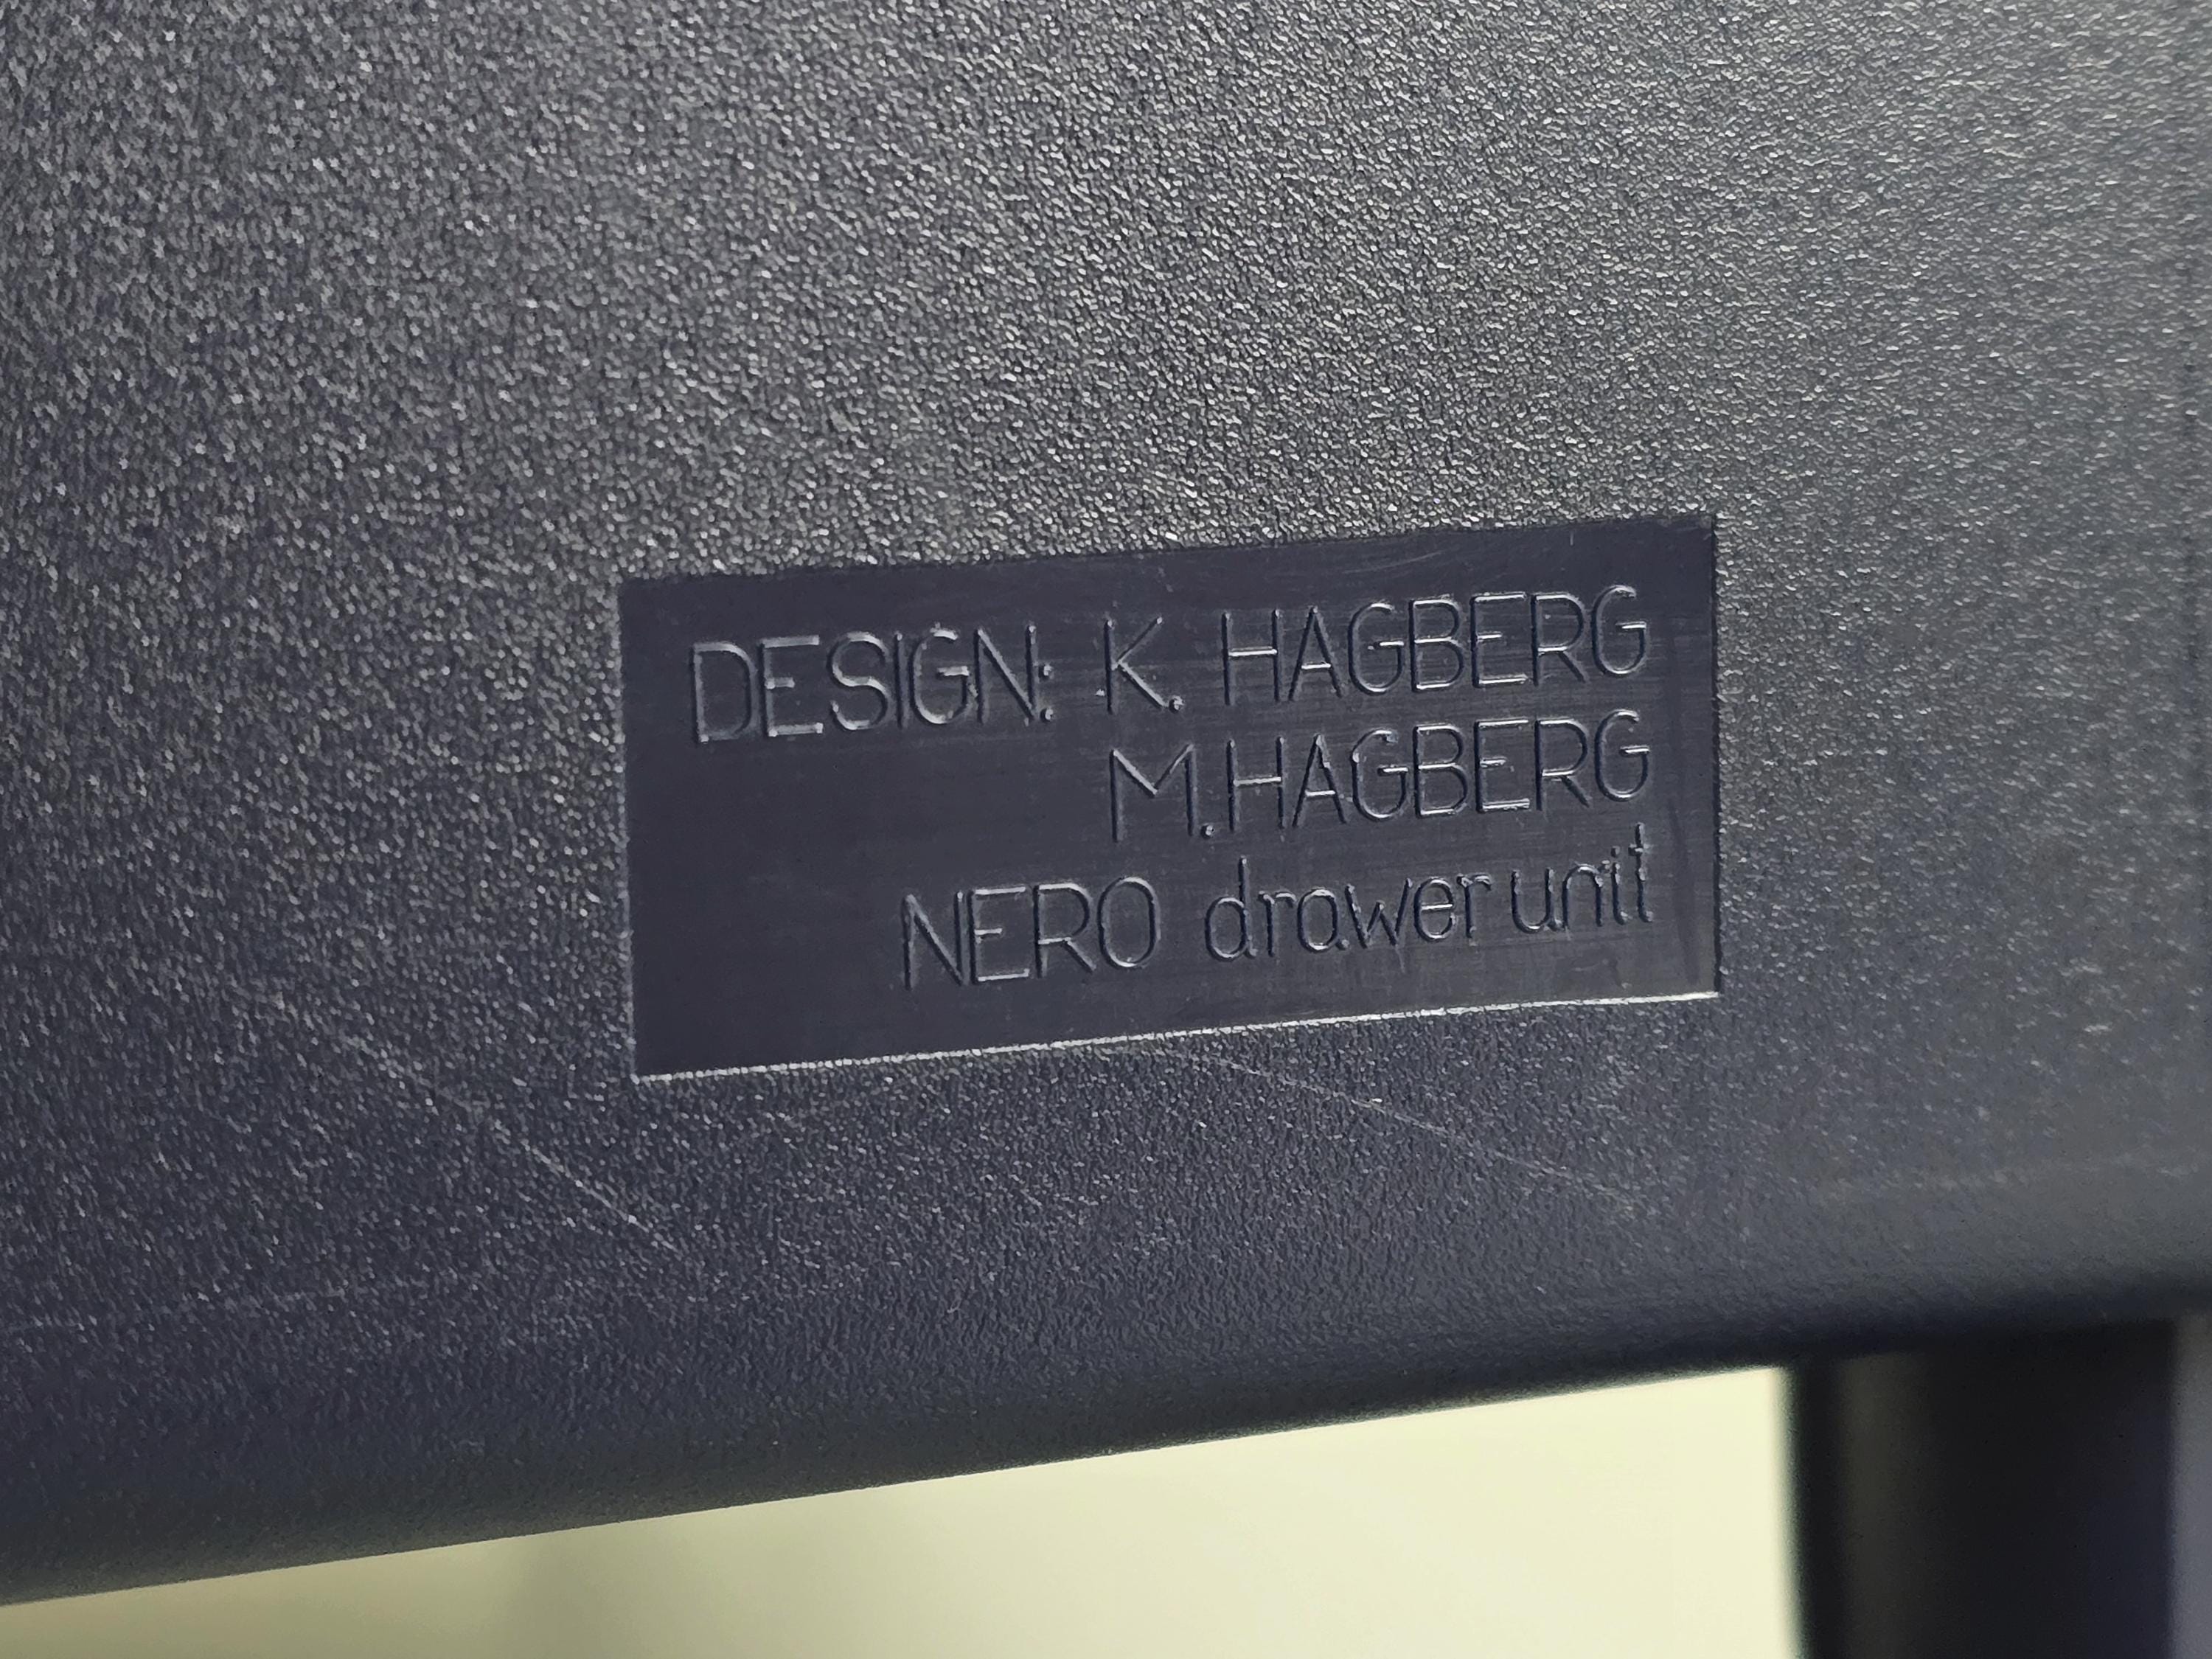 DESIGN: K. HAGBERG
M.HAGBERG
NERO drawer unit